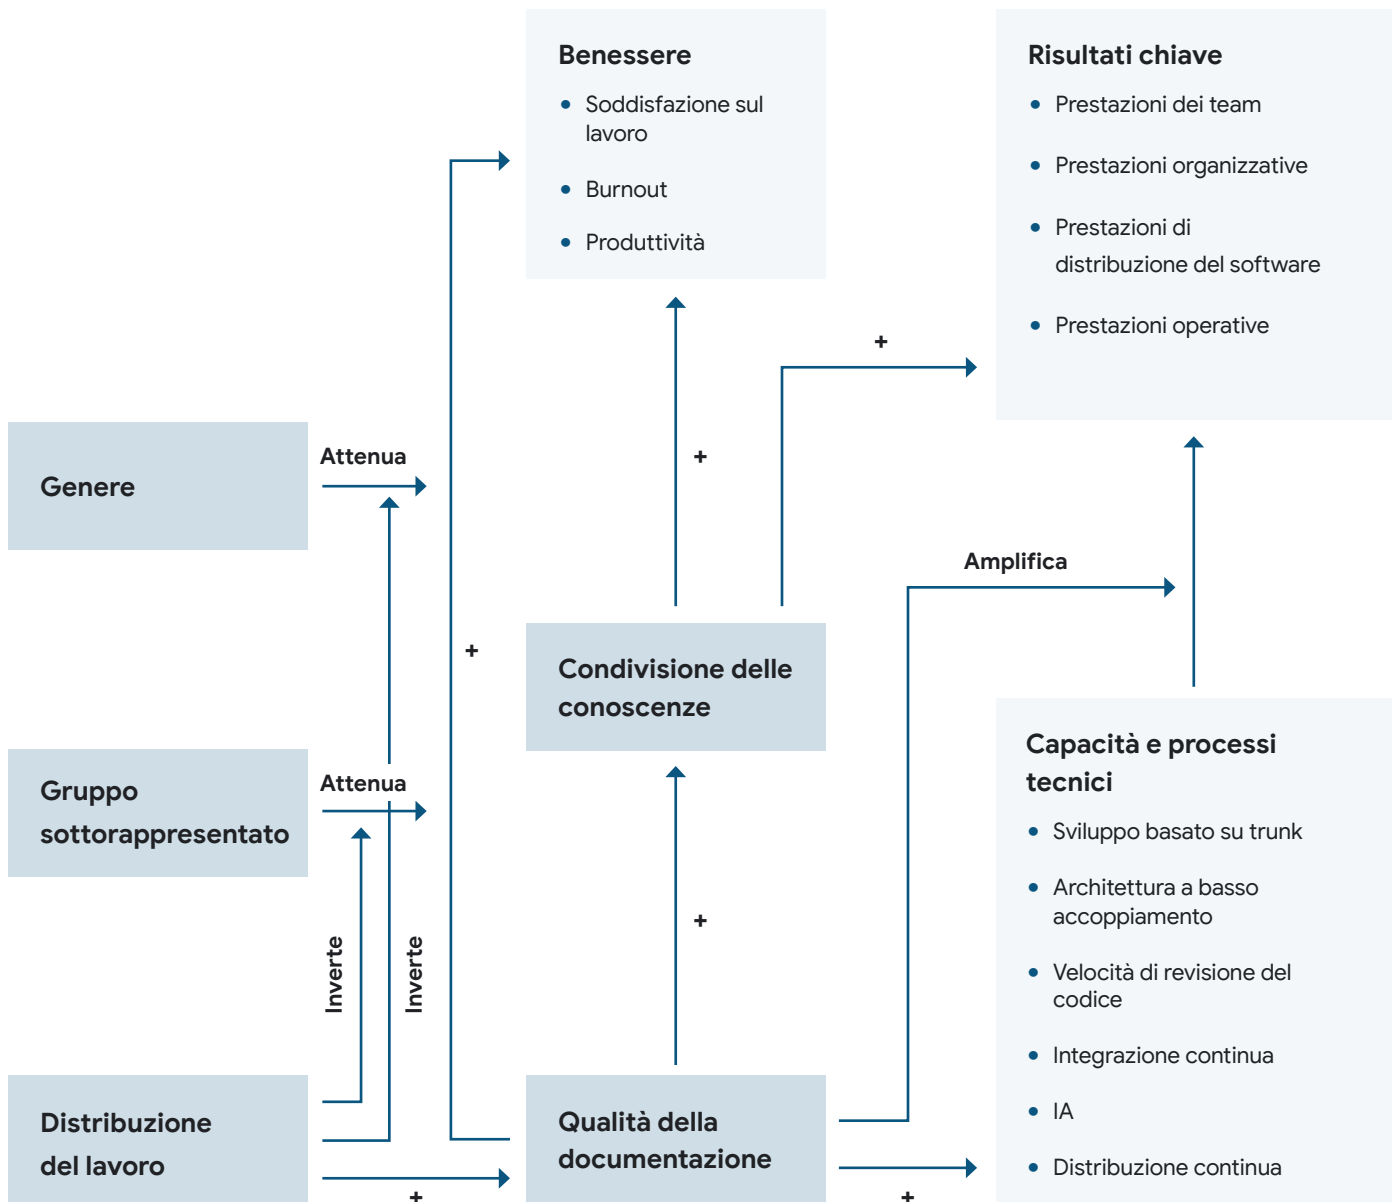 Benessere
Soddisfazione sul
lavoro
Burnout
Produttività
Risultati chiave
Prestazioni dei team
Prestazioni organizzative
Prestazioni di
distribuzione del software
Prestazioni operative
+
Genere
Attenua
+
Amplifica
+
Condivisione delle
conoscenze
Gruppo
sottorappresentato
Attenua
Capacità e processi
tecnici
Sviluppo basato su trunk
Architettura a basso
accoppiamento
Velocità di revisione del
codice
Integrazione continua
IA
Distribuzione continua
+
Inverte
Inverte
Distribuzione
del lavoro
+
Qualità della
documentazione
+